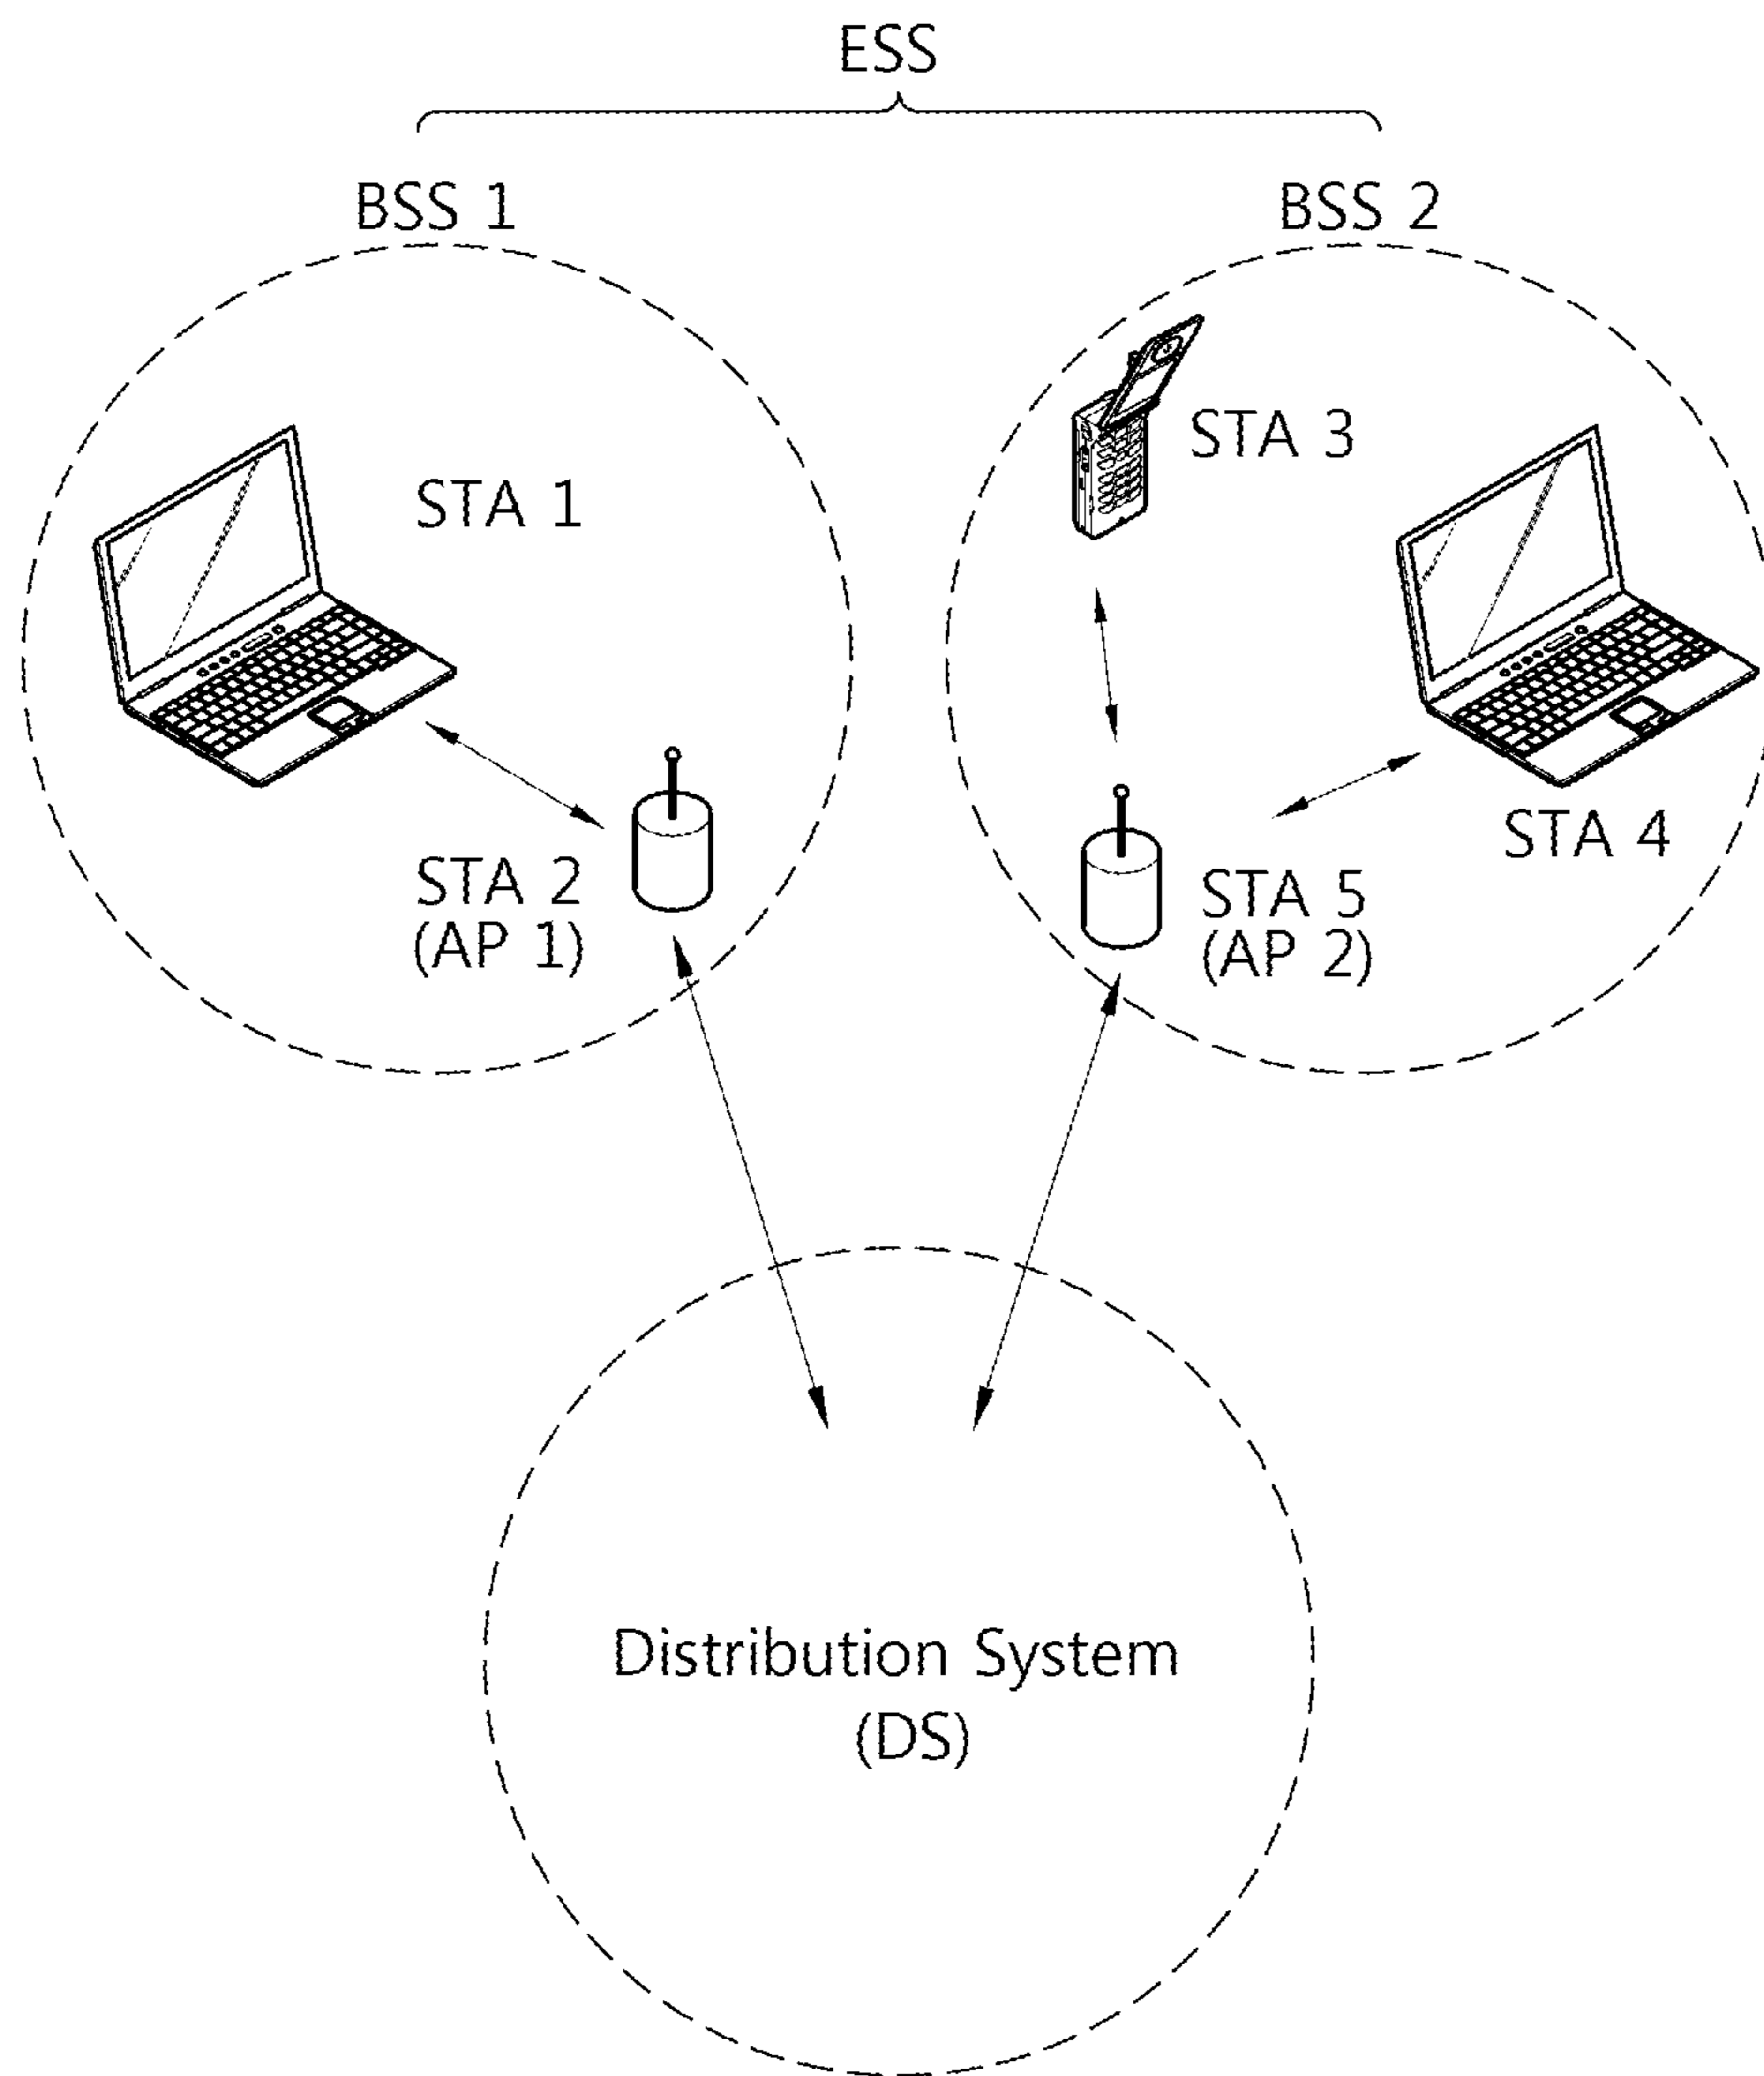 ESS
BSS 1
BSS 2
STA 1
STA 2
(AP 1)
STA 3
STA 4
STA 5
(AP 2)
Distribution System
(DS)